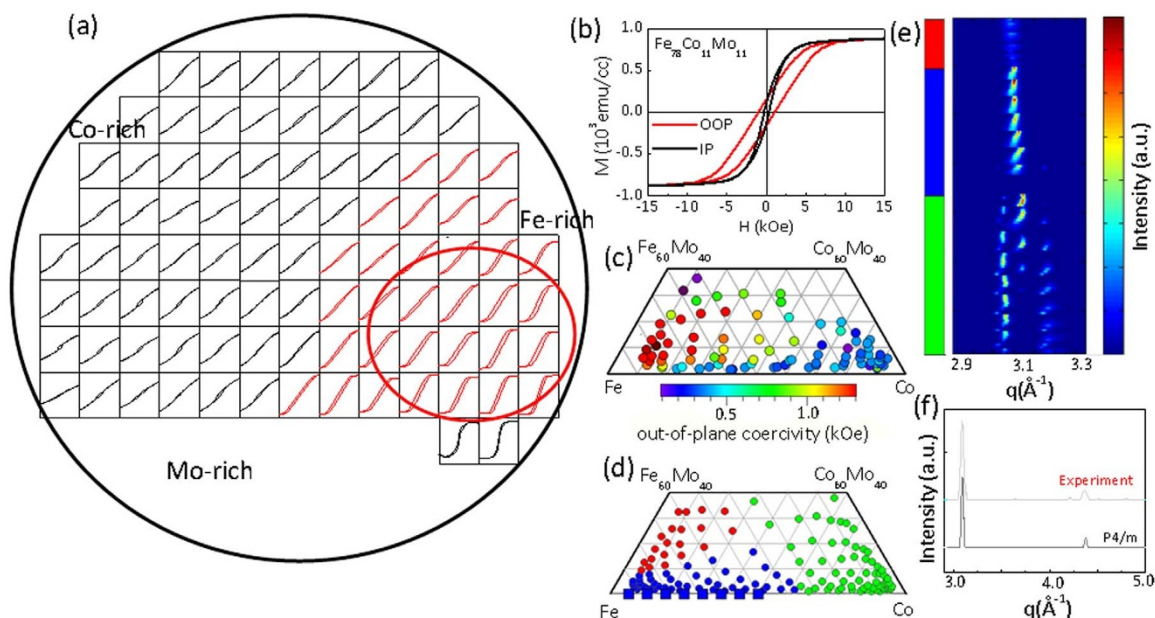 (a)
Co-rich
Fe-rich
Mo-rich
(b)
Fe₇₈Co₁₁Mo₁₁
M (10³ emu/cc)
1.0
0.5
0.0
-0.5
-1.0
OOP
IP
-15 -10 -5 0 5 10 15
H (kOe)
(c)
Fe₆₀Mo₄₀
Co₆₀Mo₄₀
Fe
Co
0.5 1.0
out-of-plane coercivity (kOe)
(d)
Fe₆₀Mo₄₀
Co₆₀Mo₄₀
Fe
Co
(e)
Intensity (a.u.)
2.9 3.1 3.3
q(Å⁻¹)
(f)
Intensity (a.u.)
Experiment
P4/m
3.0 4.0 5.0
q(Å⁻¹)